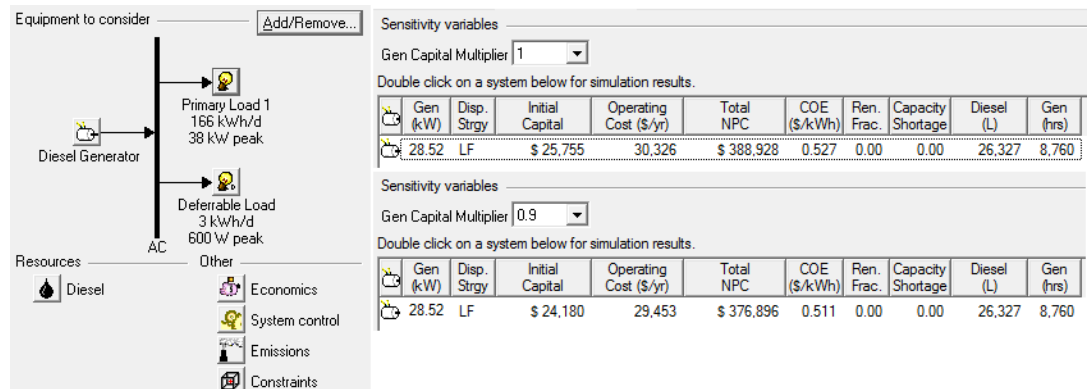 Equipment to consider
Add/Remove...
Diesel Generator
Primary Load 1
166 kWh/d
38 kW peak
Deferrable Load
3 kWh/d
600 W peak
AC
Resources
Other
Diesel
Economics
System control
Emissions
Constraints
Sensitivity variables
Gen Capital Multiplier 1
Double click on a system below for simulation results.
Gen (kW) Disp. Strgy Initial Capital Operating Cost ($/yr) Total NPC COE ($/kWh) Ren. Frac. Capacity Shortage Diesel (L) Gen (hrs)
28.52 LF $ 25,755 30,326 $ 388,928 0.527 0.00 0.00 26,327 8,760
Sensitivity variables
Gen Capital Multiplier 0.9
Double click on a system below for simulation results.
Gen (kW) Disp. Strgy Initial Capital Operating Cost ($/yr) Total NPC COE ($/kWh) Ren. Frac. Capacity Shortage Diesel (L) Gen (hrs)
28.52 LF $ 24,180 29,453 $ 376,896 0.511 0.00 0.00 26,327 8,760